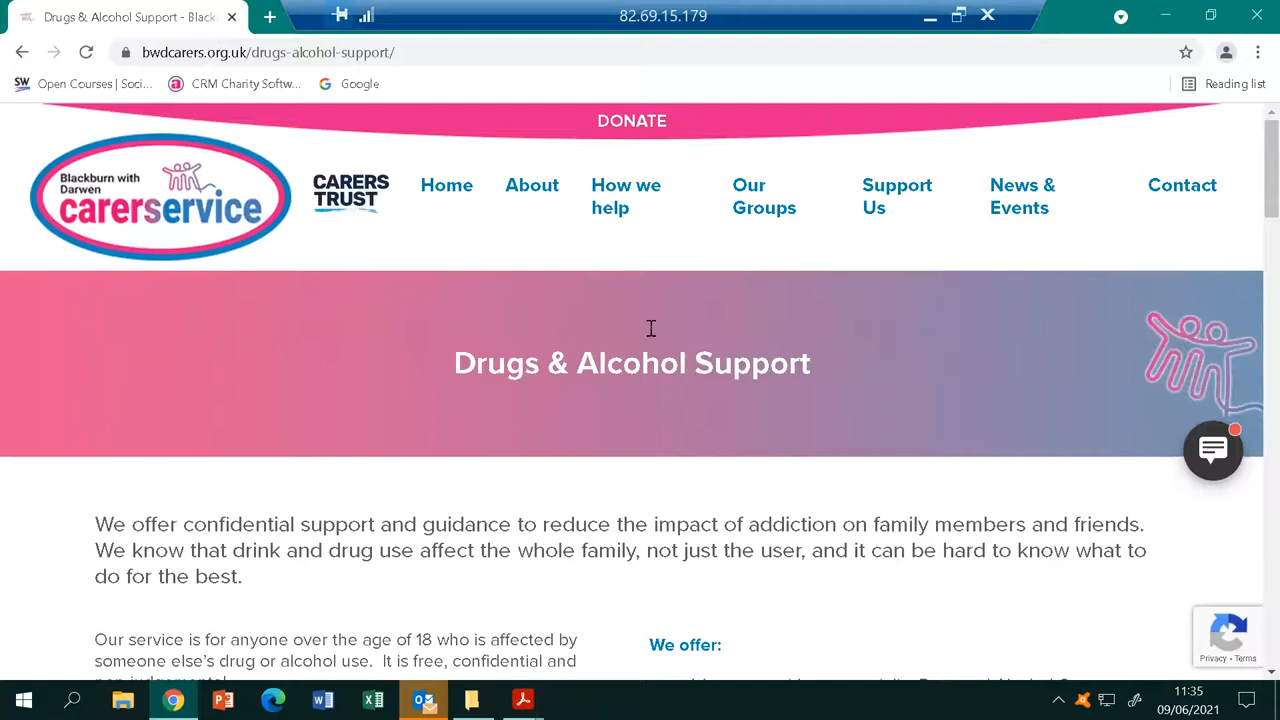 Drugs & Alcohol Support - Black
82.69.15.179
bwdcarers.org.uk/drugs-alcohol-support/
SW Open Courses | Soci...
a CRM Charity Softw...
G Google
Reading list
DONATE
Blackburn with
Darwen
carerservice
CARERS
TRUST
Home
About
How we
help
Our
Groups
Support
Us
News &
Events
Contact
Drugs & Alcohol Support
We offer confidential support and guidance to reduce the impact of addiction on family members and friends.
We know that drink and drug use affect the whole family, not just the user, and it can be hard to know what to
do for the best.
Our service is for anyone over the age of 18 who is affected by
someone else's drug or alcohol use. It is free, confidential and
We offer:
Privacy - Terms
11:35
09/06/2021